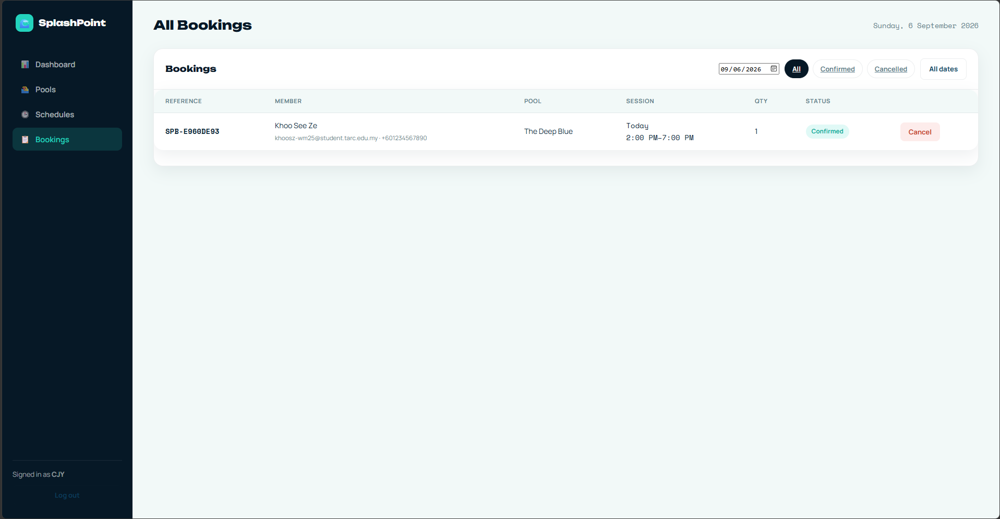 SplashPoint
Dashboard
Pools
Schedules
Bookings
Signed in as CJY
Log out
All Bookings
Sunday, 6 September 2026
Bookings
09/06/2026
All
Confirmed
Cancelled
All dates
REFERENCE MEMBER POOL SESSION QTY STATUS
SPB-E960DE93
Khoo See Ze
khoosz-wm25@student.tarc.edu.my · +601234567890
The Deep Blue
Today
2:00 PM–7:00 PM
1
Confirmed
Cancel